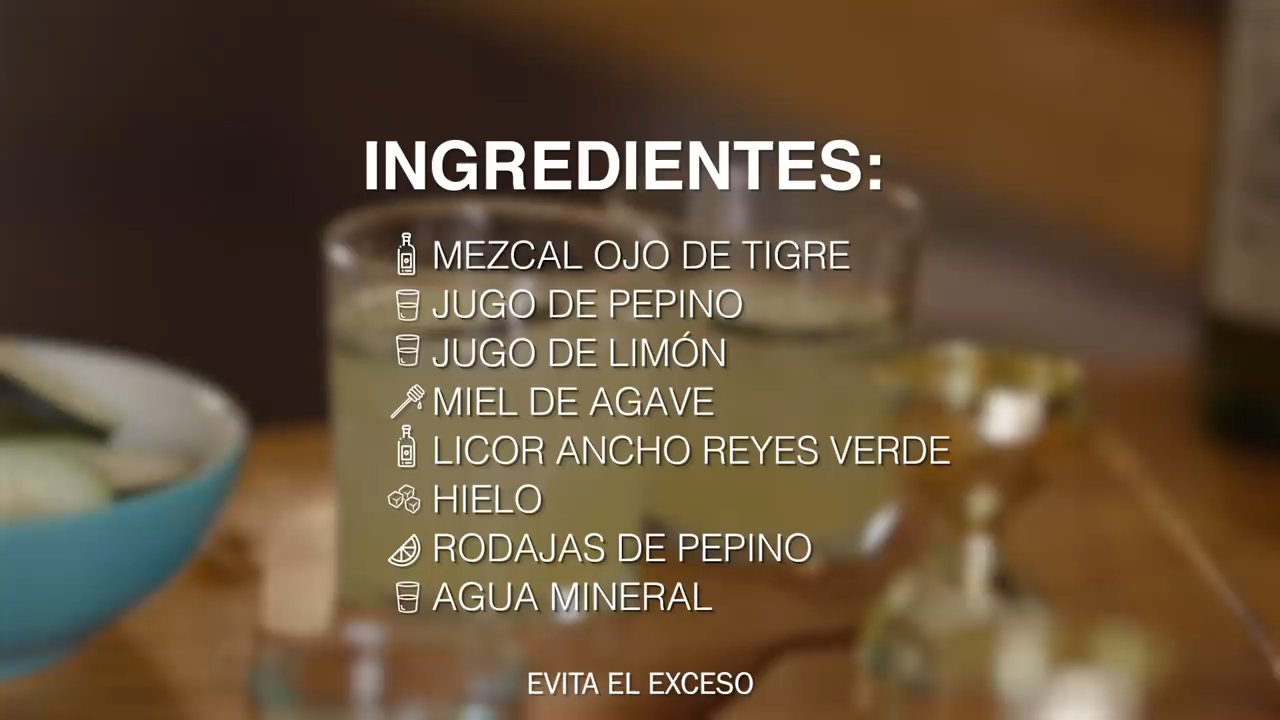 INGREDIENTES:
MEZCAL OJO DE TIGRE
JUGO DE PEPINO
JUGO DE LIMÓN
MIEL DE AGAVE
LICOR ANCHO REYES VERDE
HIELO
RODAJAS DE PEPINO
AGUA MINERAL
EVITA EL EXCESO